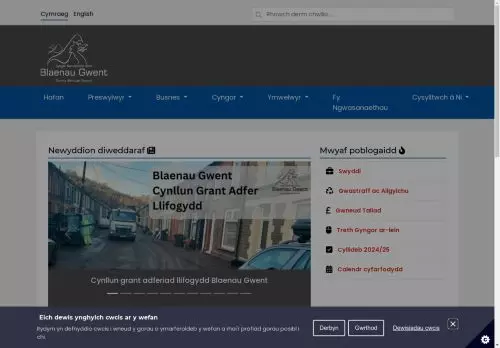 Cymraeg English
Rhowch derm chwilio...
Blaenau Gwent
Hafan Preswylwyr Busnes Cyngor Ymwelwyr Fy Ngwasanaethau Cysylltwch â Ni
Newyddion diweddaraf
Blaenau Gwent
Cynllun Grant Adfer
Llifogydd
Blaenau Gwent
Cynllun grant adferiad llifogydd Blaenau Gwent
Mwyaf poblogaidd
Swyddi
Gwastraff ac Ailgylchu
Gwneud Taliad
Treth Gyngor ar-lein
Cyllideb 2024/25
Calendr cyfarfodydd
Eich dewis ynghylch cwcis ar y wefan
Rydym yn defnyddio cwcis i wneud y gorau o ymarferoldeb y wefan a rhoi'r profiad gorau posibl i
chi.
Derbyn
Gwrthod
Dewisiadau cwcis